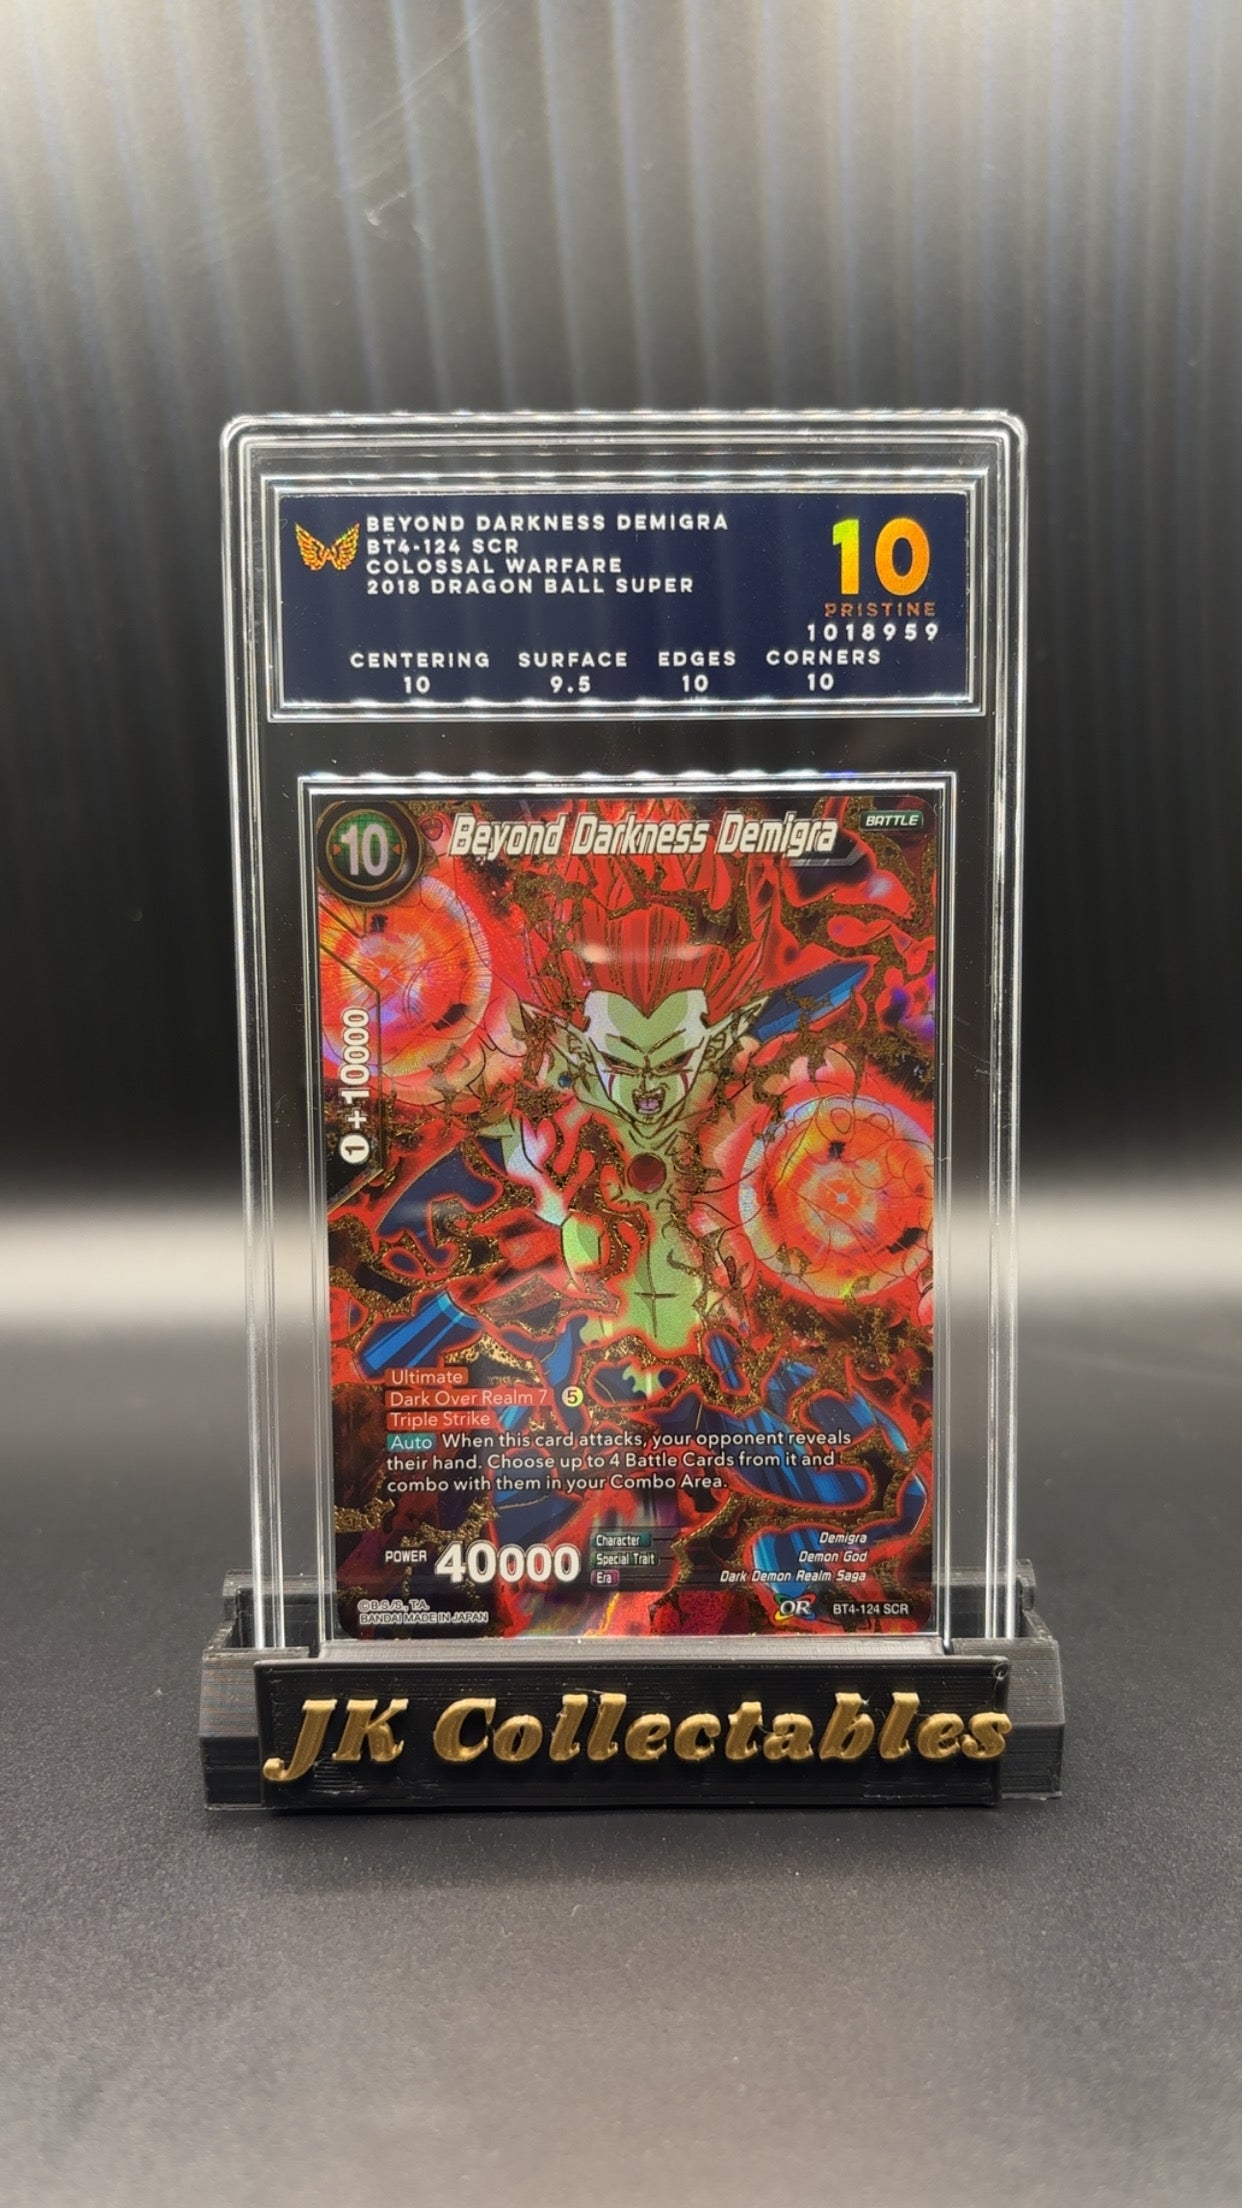 BEYOND DARKNESS DEMIGRA
BT4-124 SCR
COLOSSAL WARFARE
2018 DRAGON BALL SUPER
10
PRISTINE
1018959
CENTERING SURFACE EDGES CORNERS
10 9.5 10 10
10
Beyond Darkness Demigra
BATTLE
1 +10000
Ultimate
Dark Over Realm 7 5
Triple Strike
Auto When this card attacks, your opponent reveals
their hand. Choose up to 4 Battle Cards from it and
combo with them in your Combo Area.
POWER 40000
Character Demigra
Special Trait Demon God
Era Dark Demon Realm Saga
©B.S./S., T.A.
BANDAI MADE IN JAPAN
OR BT4-124 SCR
JK Collectables